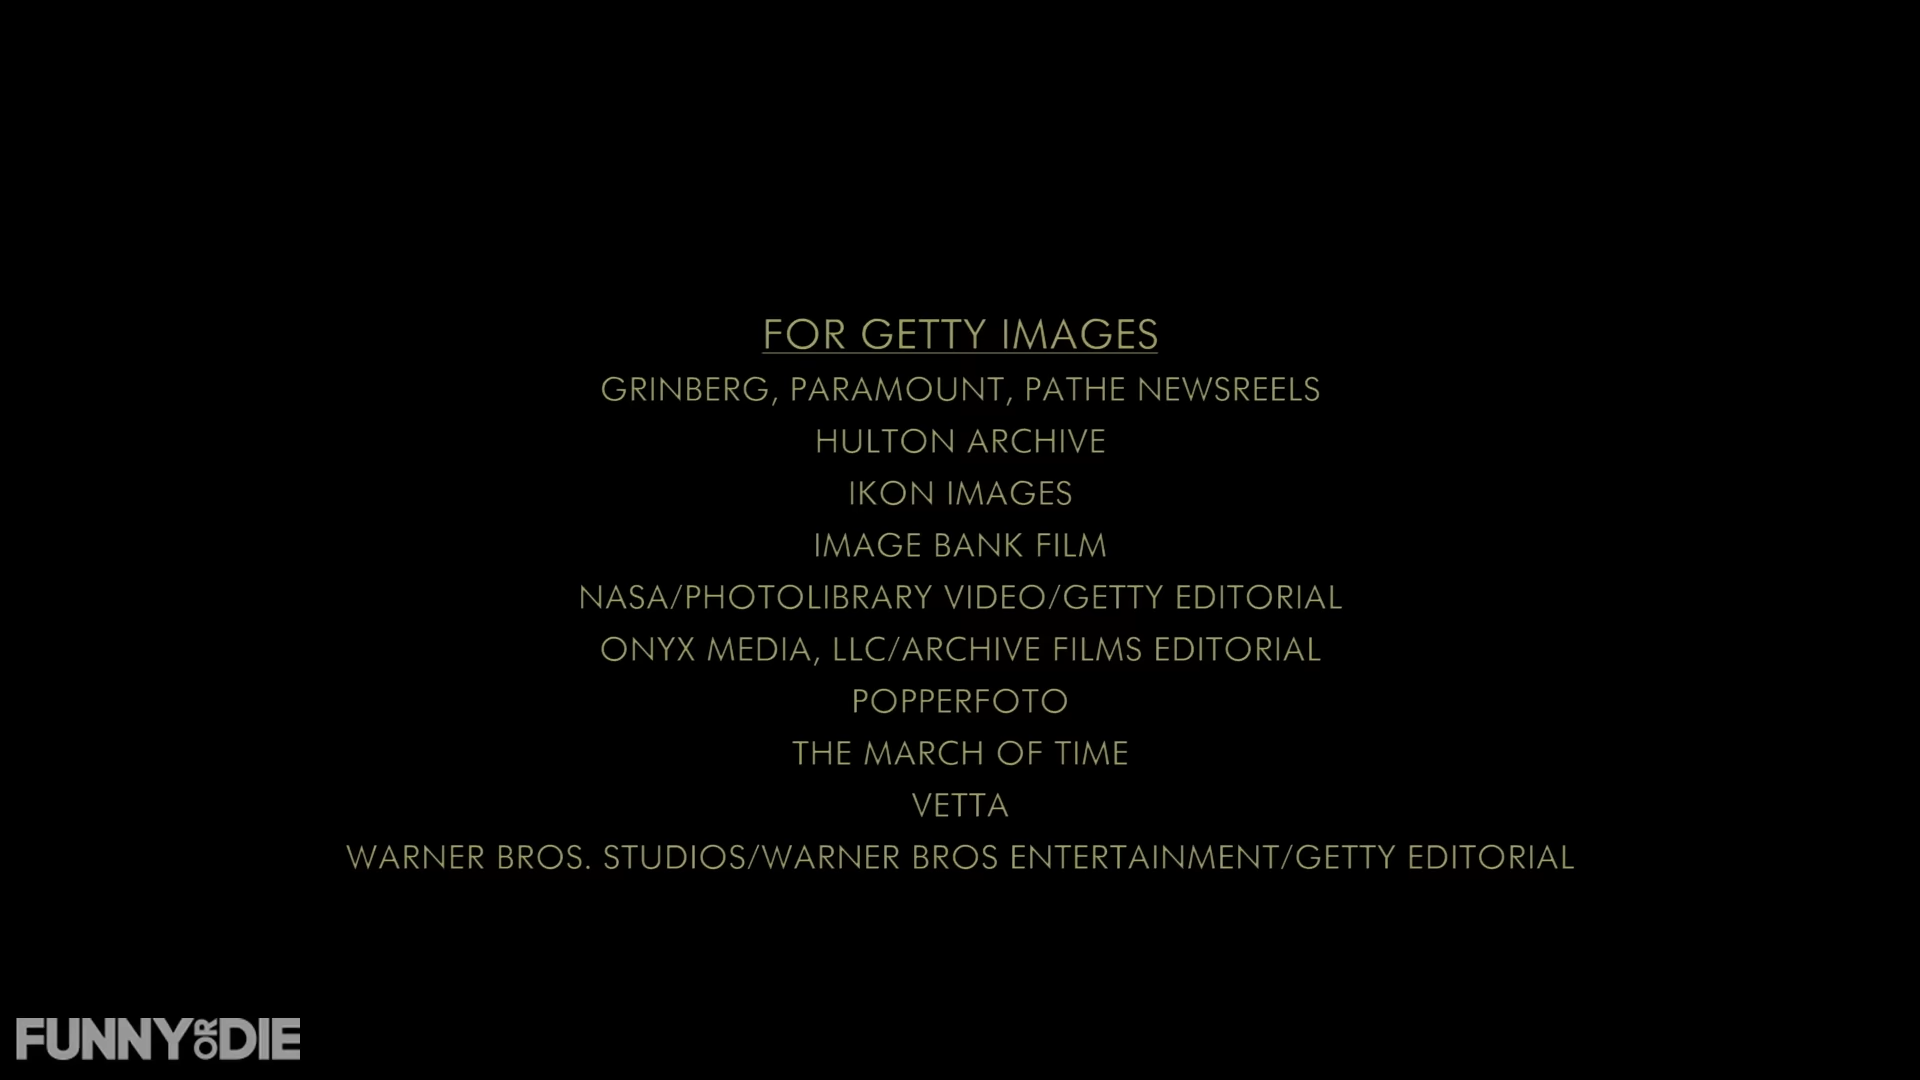 FOR GETTY IMAGES
GRINBERG, PARAMOUNT, PATHE NEWSREELS
HULTON ARCHIVE
IKON IMAGES
IMAGE BANK FILM
NASA/PHOTOLIBRARY VIDEO/GETTY EDITORIAL
ONYX MEDIA, LLC/ARCHIVE FILMS EDITORIAL
POPPERFOTO
THE MARCH OF TIME
VETTA
WARNER BROS. STUDIOS/WARNER BROS ENTERTAINMENT/GETTY EDITORIAL
FUNNY OR DIE